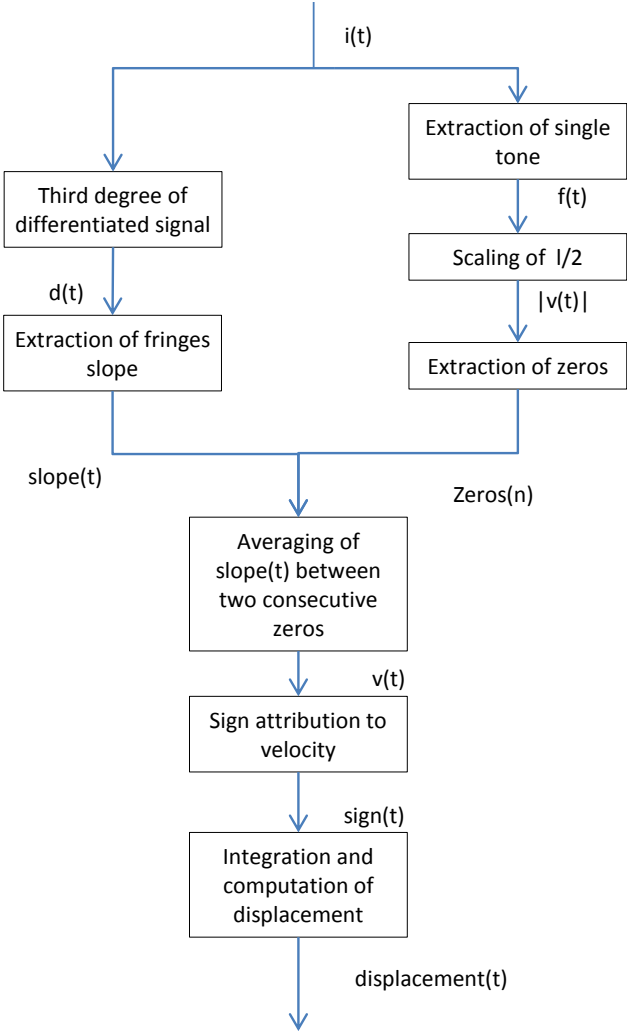 i(t)
Extraction of single
tone
f(t)
Third degree of
differentiated signal
Scaling of l/2
d(t)
|v(t)|
Extraction of fringes
slope
Extraction of zeros
slope(t)
Zeros(n)
Averaging of
slope(t) between
two consecutive
zeros
v(t)
Sign attribution to
velocity
sign(t)
Integration and
computation of
displacement
displacement(t)